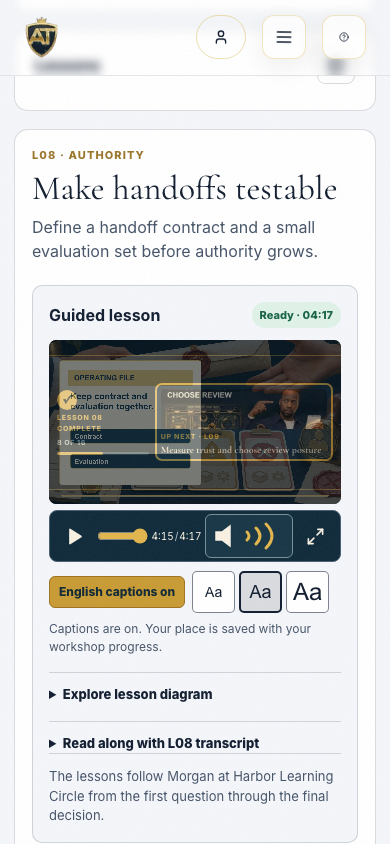 AT
Lessons
L08 · AUTHORITY
Make handoffs testable
Define a handoff contract and a small
evaluation set before authority grows.
Guided lesson
Ready · 04:17
OPERATING FILE
Keep contract and
evaluation together.
LESSON 08
COMPLETE
8 OF 16
Contract
Evaluation
CHOOSE REVIEW
UP NEXT · L09
Measure trust and choose review posture
4:15/4:17
English captions on
Aa
Aa
Aa
Captions are on. Your place is saved with your
workshop progress.
Explore lesson diagram
Read along with L08 transcript
The lessons follow Morgan at Harbor Learning
Circle from the first question through the final
decision.